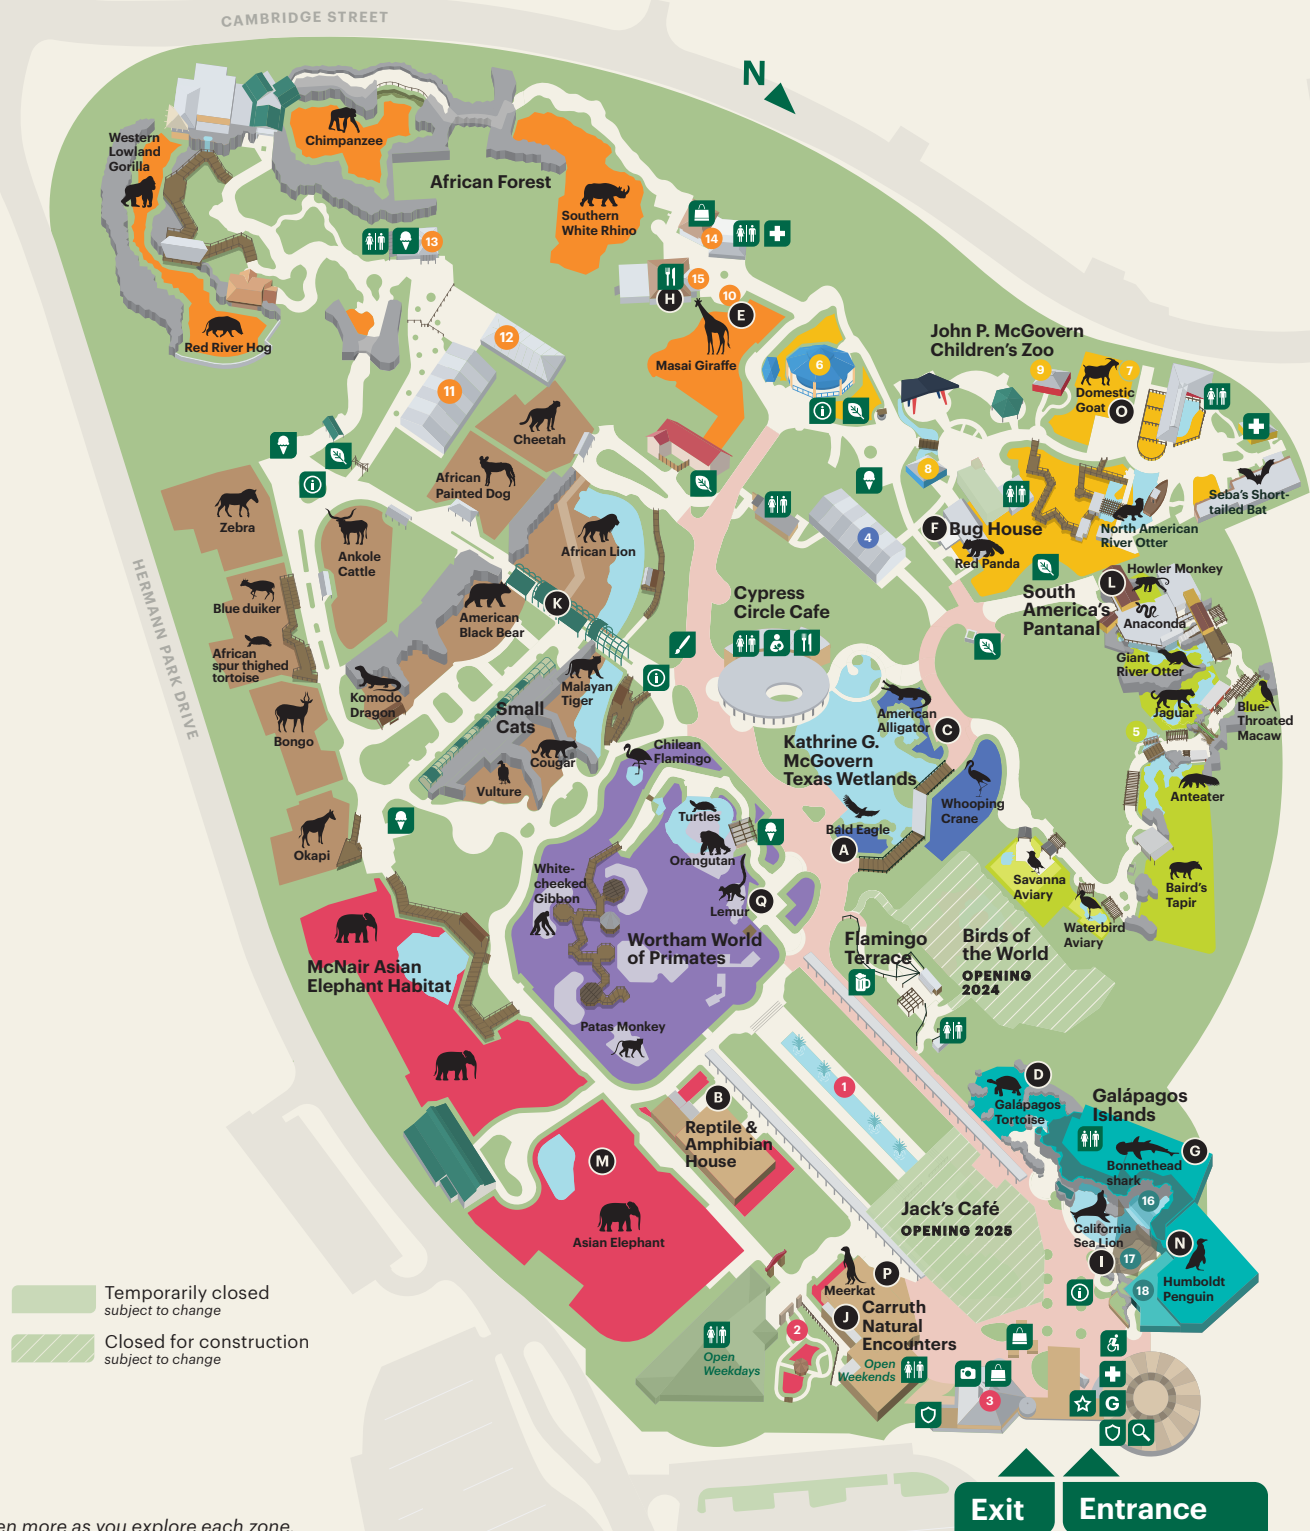 CAMBRIDGE STREET
N
Western
Lowland
Gorilla
Chimpanzee
African Forest
Southern
White Rhino
13
14
15
H
10
E
Red River Hog
12
11
Masai Giraffe
6
John P. McGovern
Children's Zoo
9
7
Domestic
Goat
O
Cheetah
African
Painted Dog
8
Seba's Short-
tailed Bat
Zebra
Ankole
Cattle
African Lion
4
F
Bug House
Red Panda
North American
River Otter
HERMANN PARK DRIVE
Blue duiker
African
spur thighed
tortoise
American
Black Bear
K
Cypress
Circle Cafe
South
America's
Pantanal
L
Howler Monkey
Anaconda
Giant
River Otter
Jaguar
Blue-
Throated
Macaw
5
Bongo
Komodo
Dragon
Small
Cats
Malayan
Tiger
Cougar
Vulture
Chilean
Flamingo
American
Alligator
C
Kathrine G.
McGovern
Texas Wetlands
Whooping
Crane
Anteater
Okapi
Turtles
Orangutan
Bald Eagle
A
Savanna
Aviary
Baird's
Tapir
White-
cheeked
Gibbon
Lemur
Q
Waterbird
Aviary
McNair Asian
Elephant Habitat
Wortham World
of Primates
Flamingo
Terrace
Birds of
the World
OPENING
2024
Patas Monkey
1
D
Galápagos
Tortoise
Galápagos
Islands
B
Reptile &
Amphibian
House
M
G
Bonnethead
shark
16
Asian Elephant
Jack's Café
OPENING 2025
California
Sea Lion
I
17
N
Humboldt
Penguin
18
Meerkat
P
J
Carruth
Natural
Encounters
2
Open
Weekdays
Open
Weekends
3
G
Temporarily closed
subject to change
Closed for construction
subject to change
Exit
Entrance
en more as you explore each zone.